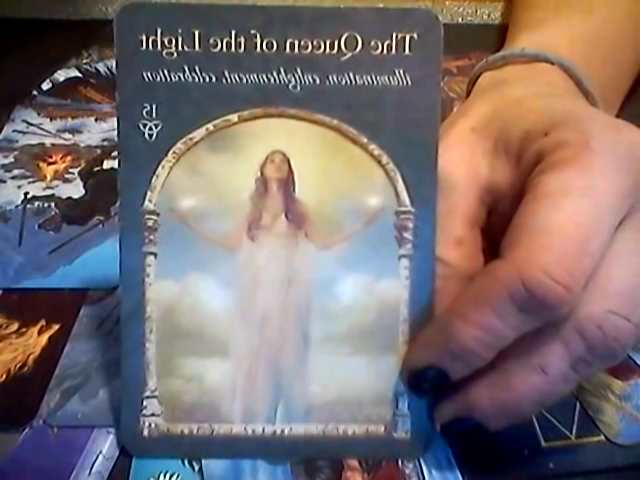 The Queen of the Light
illumination, enlightenment, celebration
15